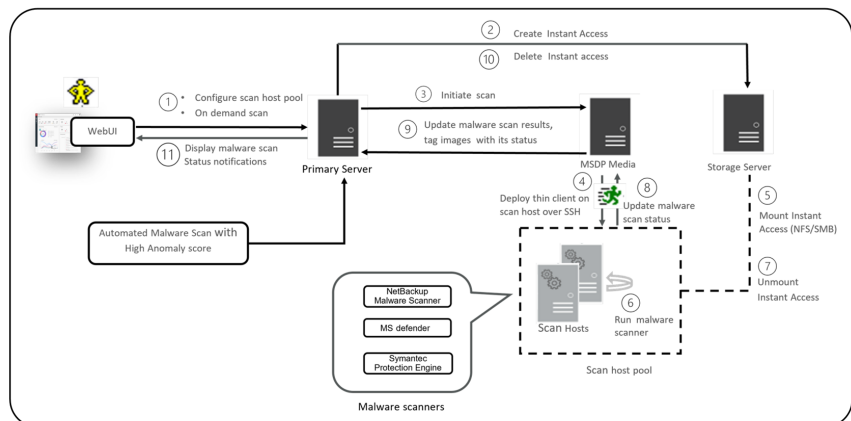 2
Create Instant Access
10
Delete Instant access
1
• Configure scan host pool
• On demand scan
3
Initiate scan
WebUI
9
Update malware scan results,
tag images with its status
11
Display malware scan
Status notifications
Primary Server
MSDP Media
Storage Server
4
Deploy thin client on
scan host over SSH
8
Update malware
scan status
5
Mount Instant
Access (NFS/SMB)
Automated Malware Scan with
High Anomaly score
7
Unmount
Instant Access
NetBackup
Malware Scanner
MS defender
Symantec
Protection Engine
6
Run malware
scanner
Scan Hosts
Scan host pool
Malware scanners